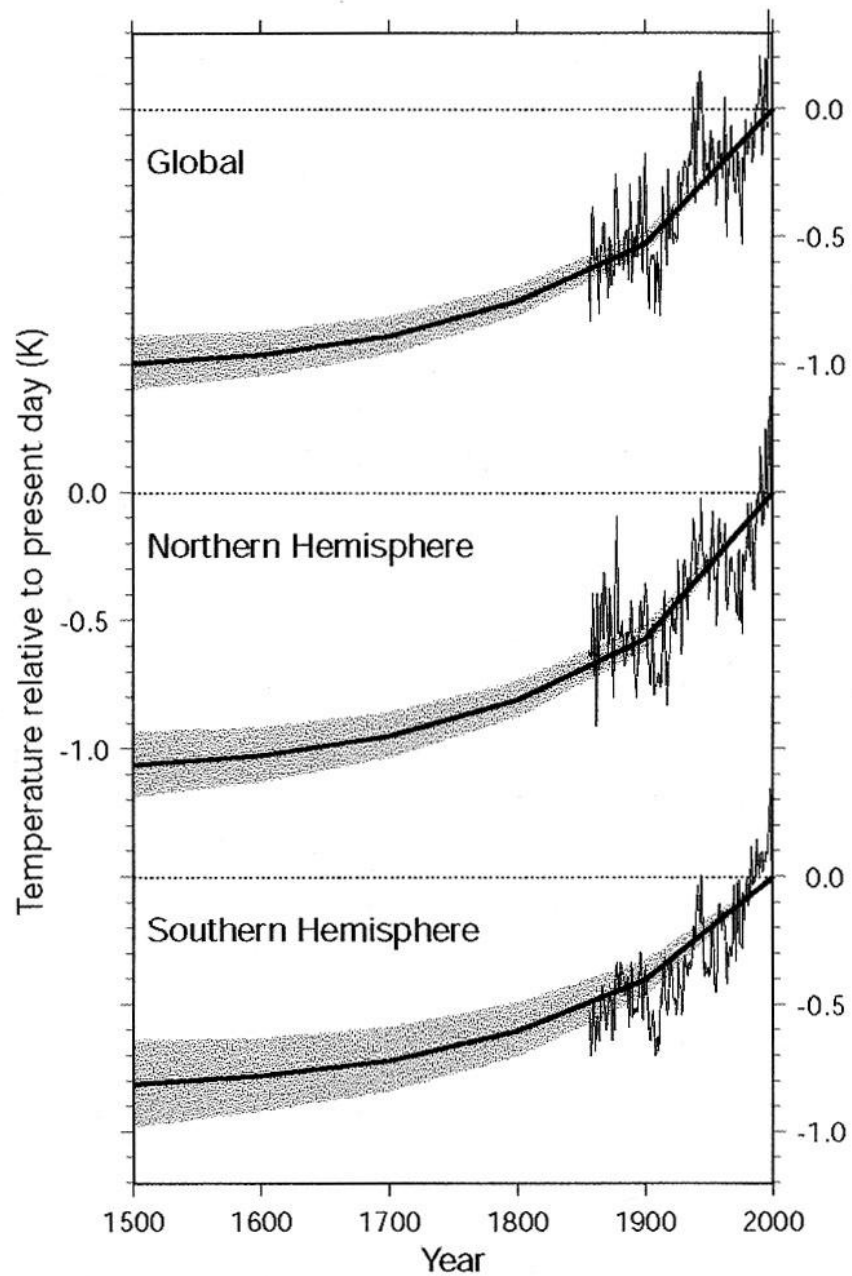 Temperature relative to present day (K)
Global
0.0
-0.5
-1.0
Northern Hemisphere
0.0
-0.5
-1.0
Southern Hemisphere
0.0
-0.5
-1.0
1500 1600 1700 1800 1900 2000
Year